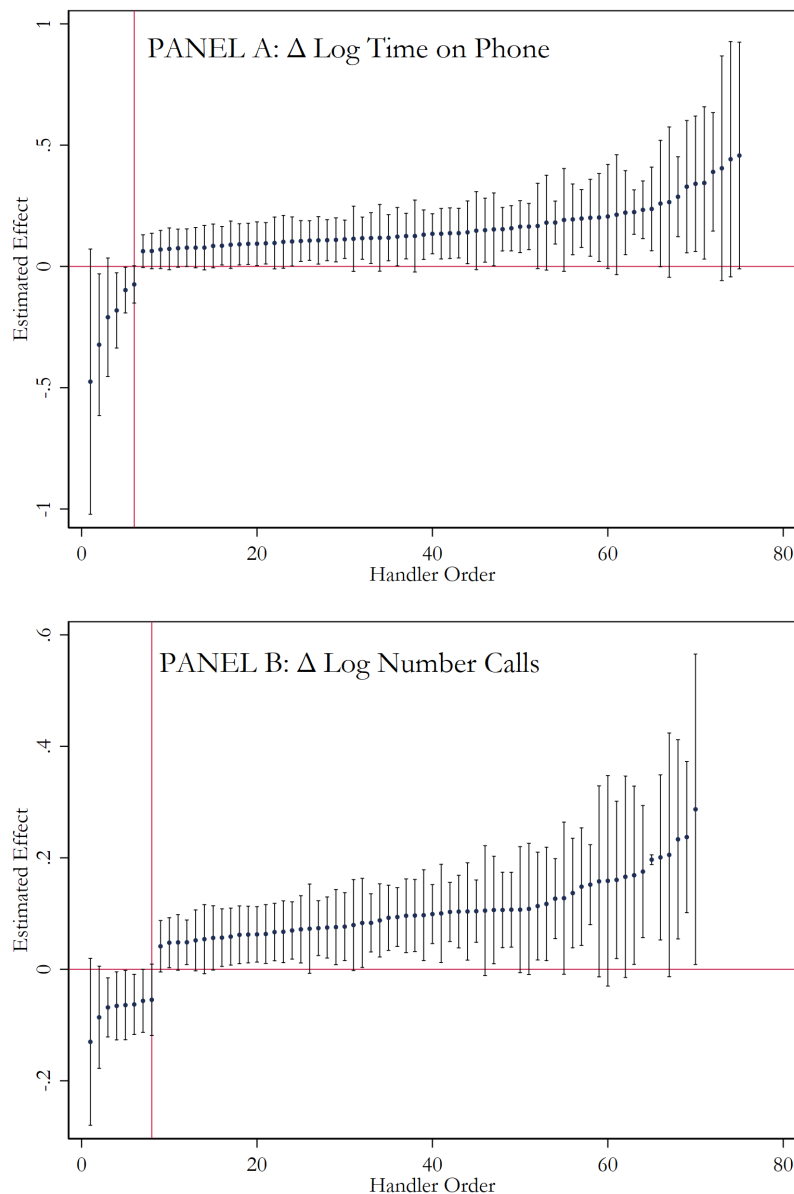 PANEL A: Δ Log Time on Phone
Estimated Effect
1
.5
0
-.5
-1
0 20 40 60 80
Handler Order
PANEL B: Δ Log Number Calls
Estimated Effect
.6
.4
.2
0
-.2
0 20 40 60 80
Handler Order